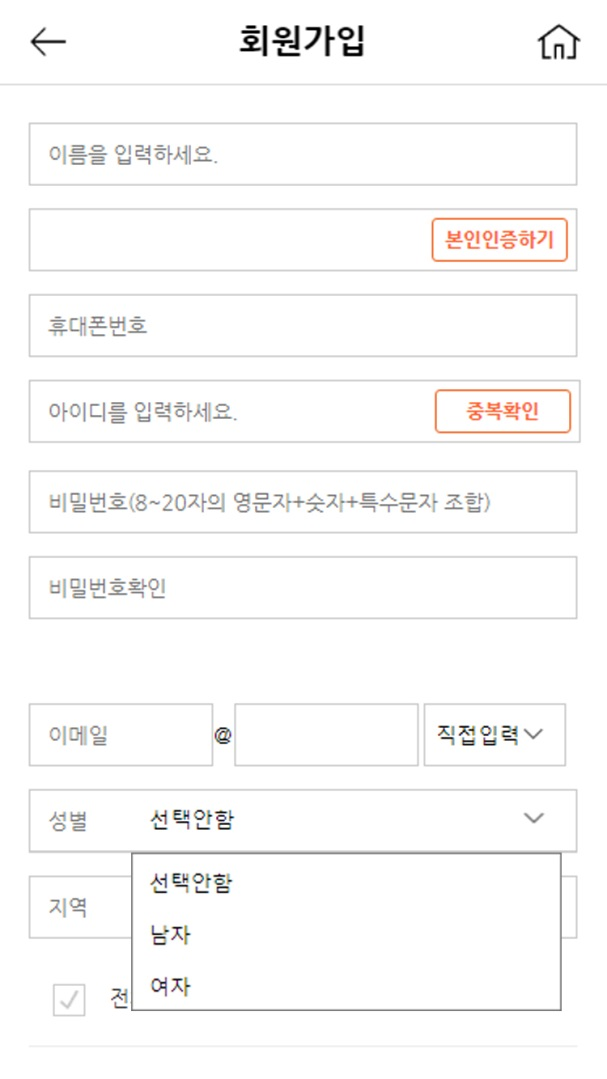 회원가입
이름을 입력하세요.
본인인증하기
휴대폰번호
아이디를 입력하세요. 중복확인
비밀번호(8~20자의 영문자+숫자+특수문자 조합)
비밀번호확인
이메일 @ 직접입력
성별 선택안함
선택안함
지역
남자
여자
전